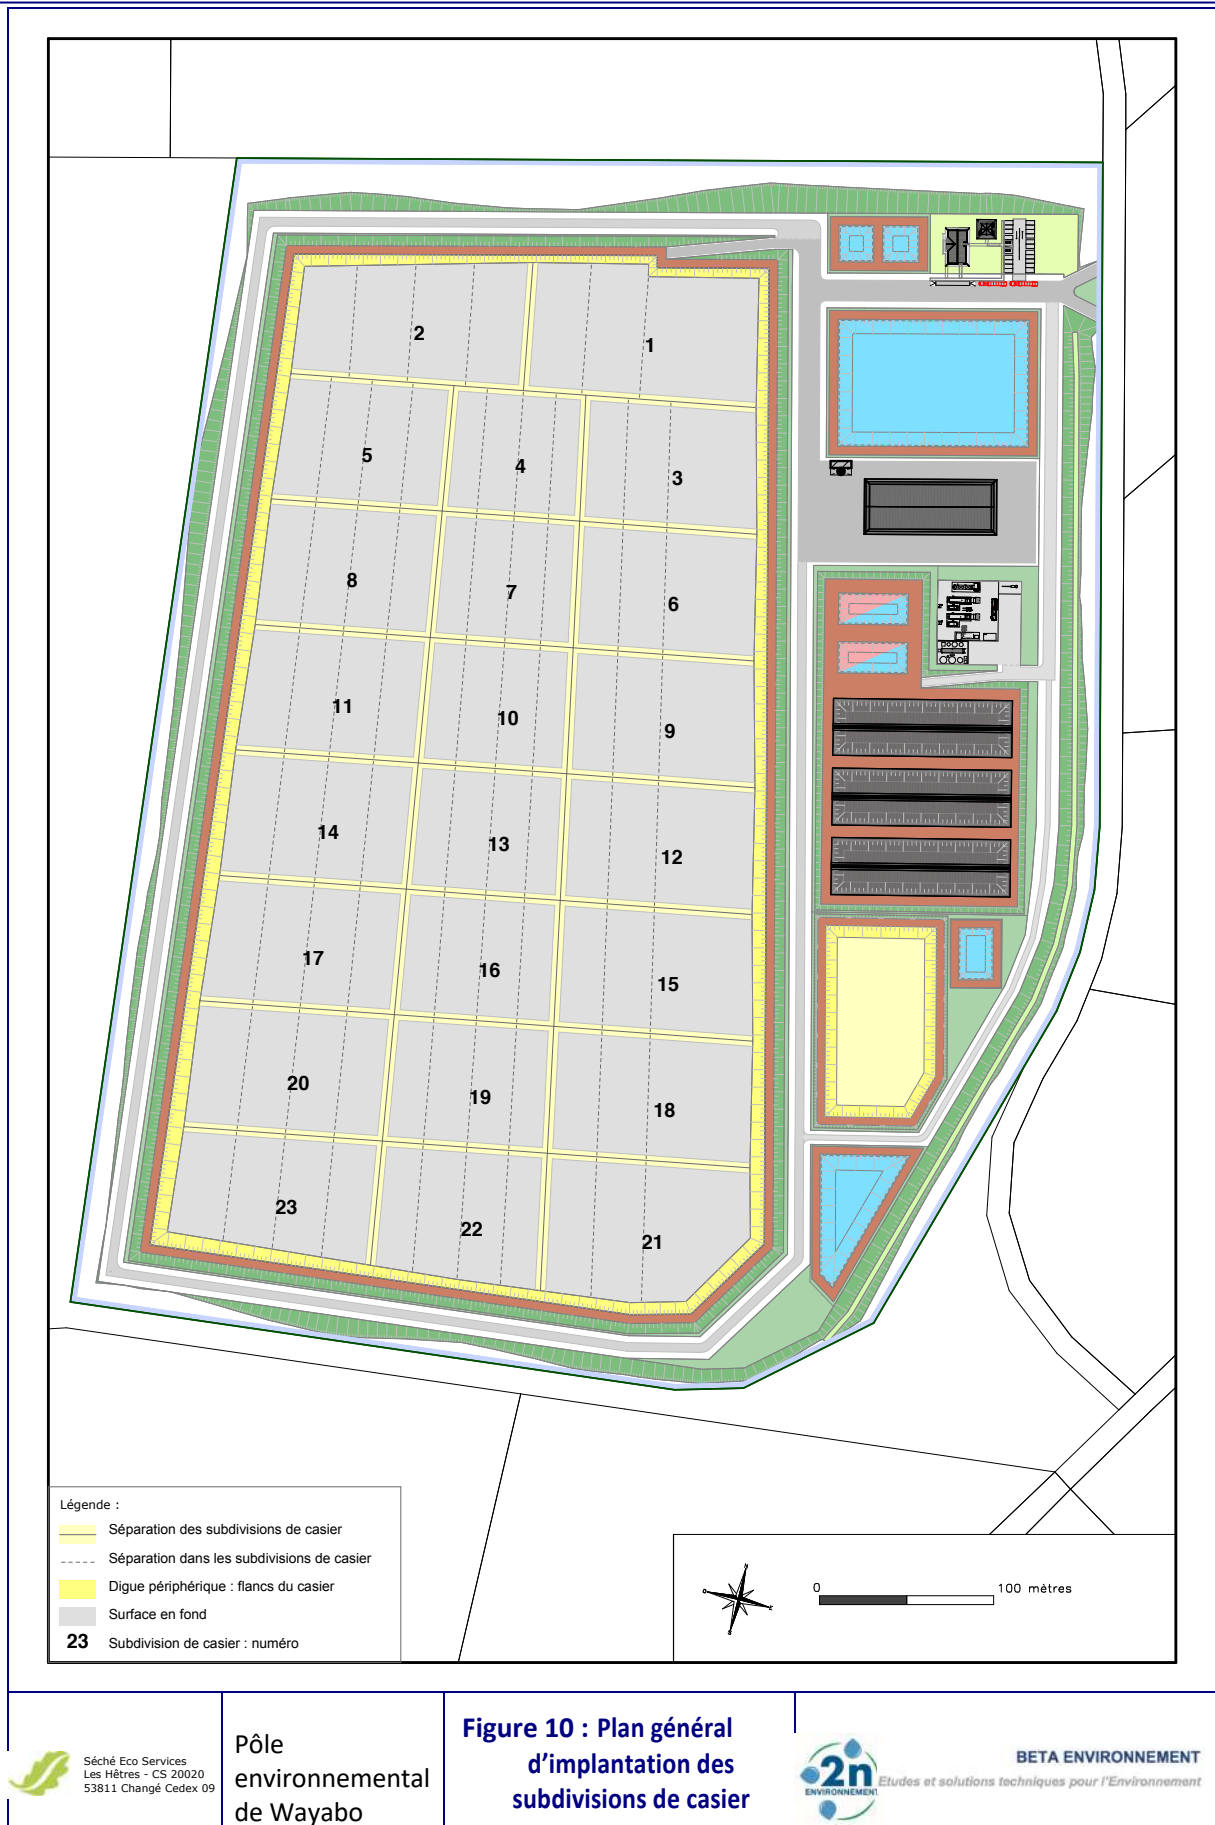 2
1
5
4
3
8
7
6
11
10
9
14
13
12
17
16
15
20
19
18
23
22
21
Légende :
Séparation des subdivisions de casier
Séparation dans les subdivisions de casier
Digue périphérique : flancs du casier
Surface en fond
23 Subdivision de casier : numéro
N
O
E
S
0
100 mètres
Séché Eco Services
Les Hêtres - CS 20020
53811 Changé Cedex 09
Pôle
environnemental
de Wayabo
Figure 10 : Plan général
d’implantation des
subdivisions de casier
2n
ENVIRONNEMENT
BETA ENVIRONNEMENT
Etudes et solutions techniques pour l'Environnement